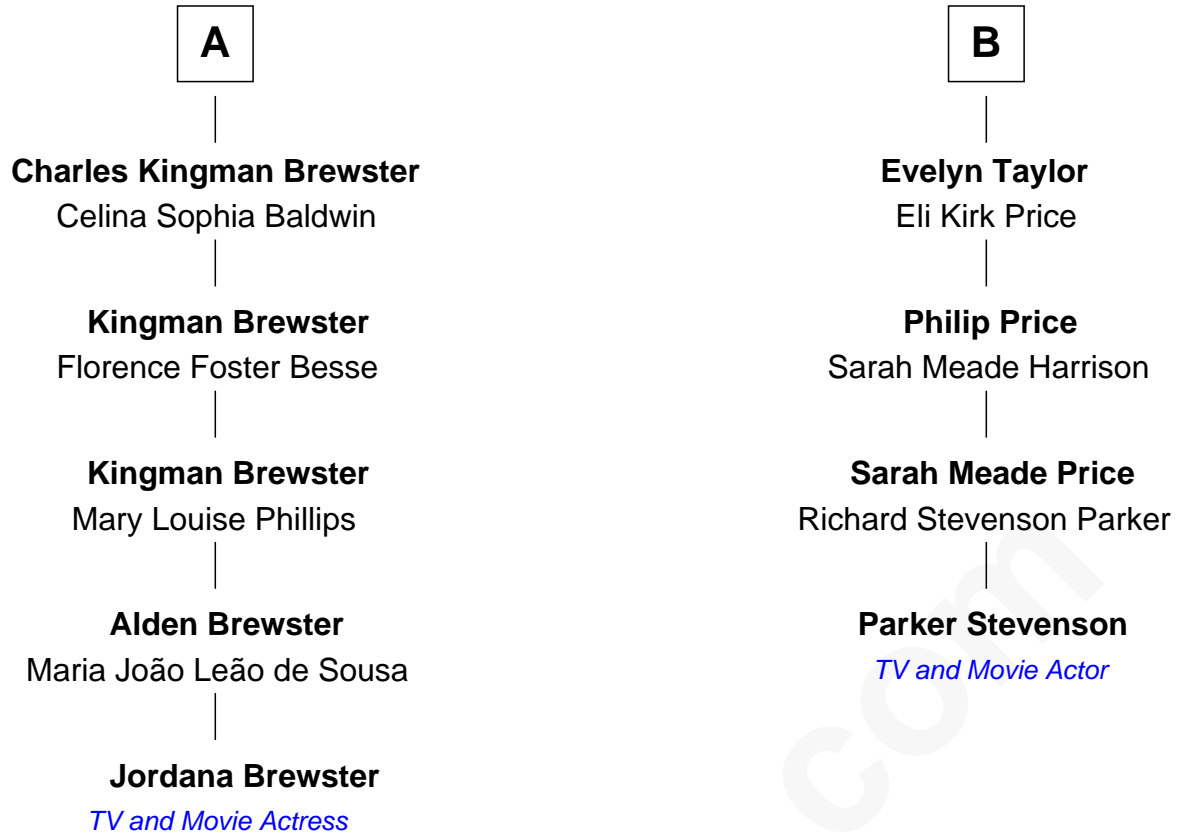 A
Charles Kingman Brewster
Celina Sophia Baldwin
Kingman Brewster
Florence Foster Besse
Kingman Brewster
Mary Louise Phillips
Alden Brewster
Maria João Leão de Sousa
Jordana Brewster
TV and Movie Actress
B
Evelyn Taylor
Eli Kirk Price
Philip Price
Sarah Meade Harrison
Sarah Meade Price
Richard Stevenson Parker
Parker Stevenson
TV and Movie Actor
com